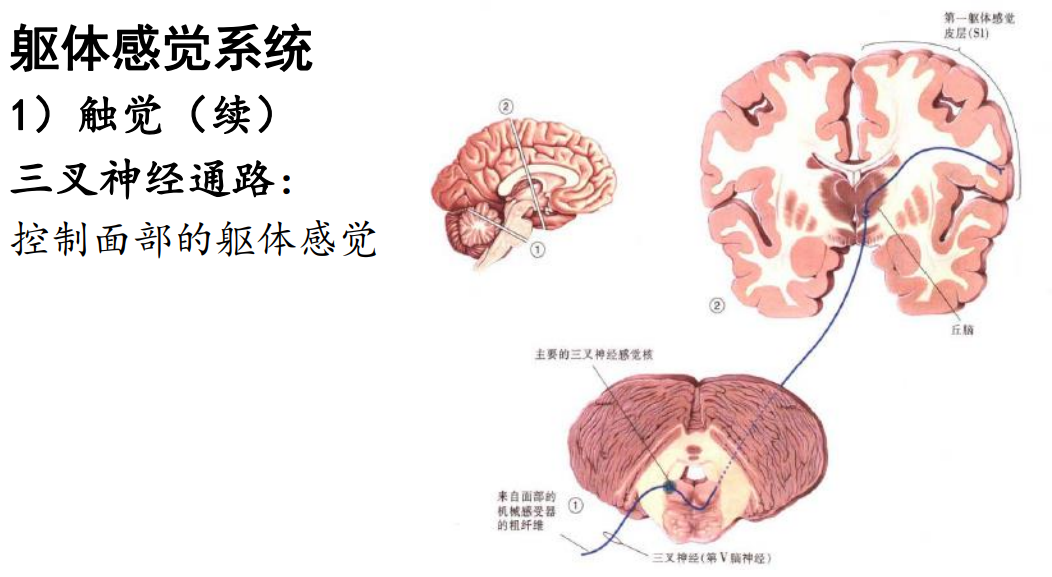 躯体感觉系统
1）触觉（续）
三叉神经通路：
控制面部的躯体感觉
第一躯体感觉
皮层(S1)
②
①
②
丘脑
主要的三叉神经感觉核
来自面部的
机械感受器
的粗纤维
①
三叉神经(第Ⅴ脑神经)